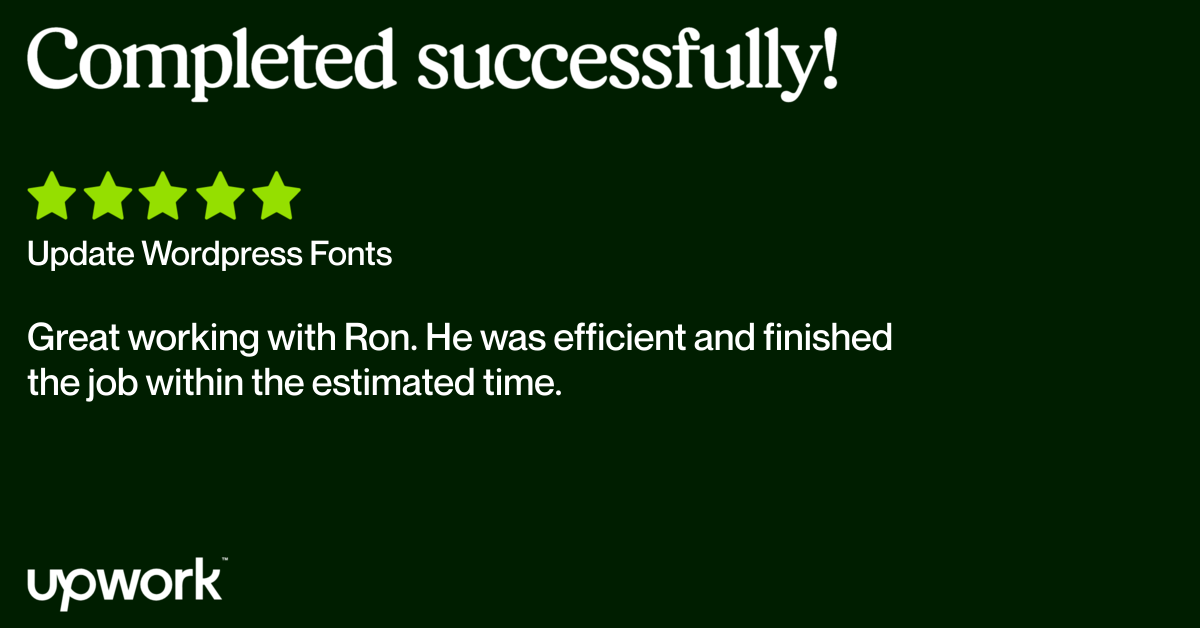 Completed successfully!
Update Wordpress Fonts
Great working with Ron. He was efficient and finished
the job within the estimated time.
upwork™